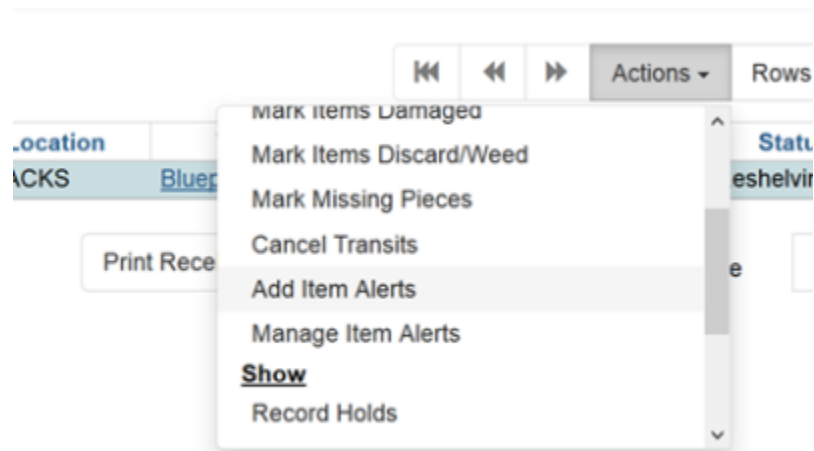 Actions Rows
Mark Items Damaged
Location Statu
ACKS Bluep Mark Items Discard/Weed eshelvin
Mark Missing Pieces
Print Rece Cancel Transits e
Add Item Alerts
Manage Item Alerts
Show
Record Holds